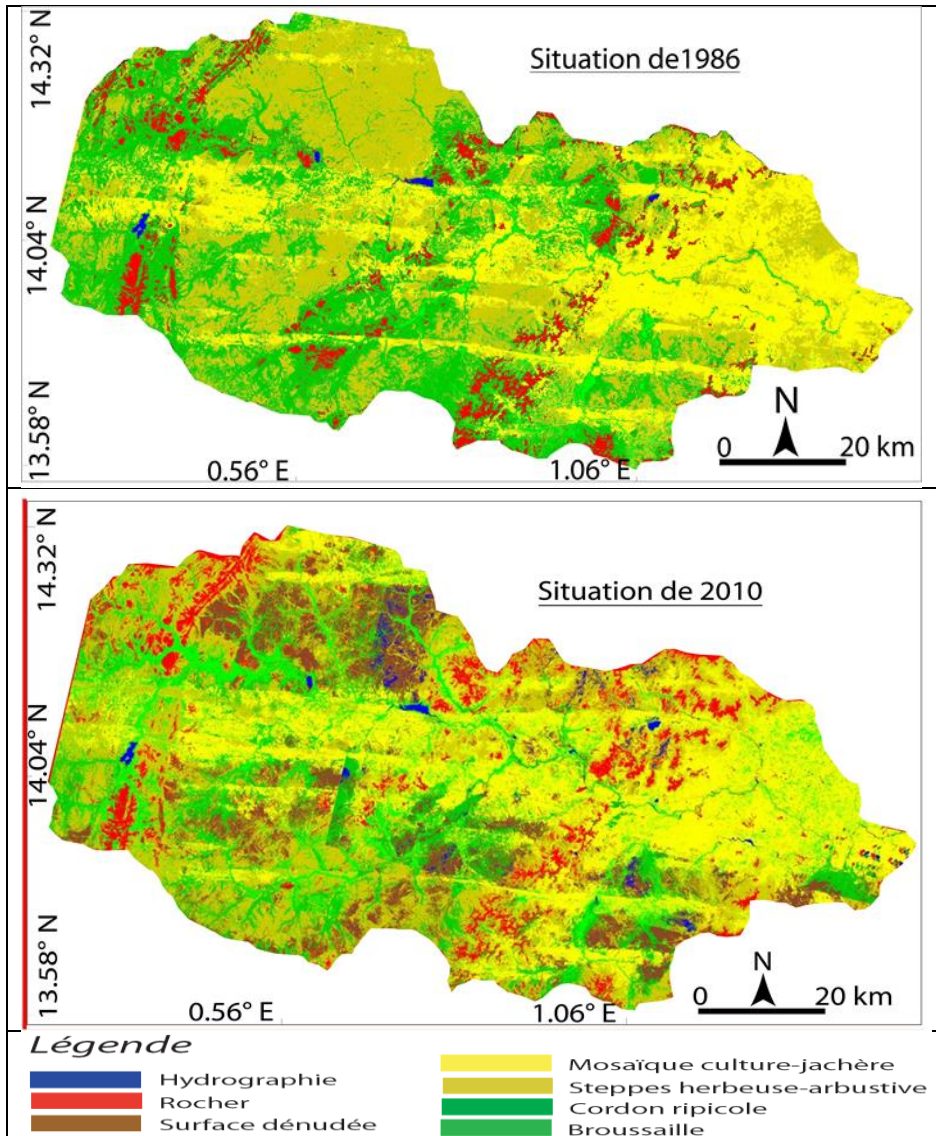 Situation de1986
14.32° N
14.04° N
13.58° N
0.56° E
1.06° E
N
0 20 km
Situation de 2010
14.32° N
14.04° N
13.58° N
0.56° E
1.06° E
N
0 20 km
Légende
Hydrographie
Rocher
Surface dénudée
Mosaïque culture-jachère
Steppes herbeuse-arbustive
Cordon ripicole
Broussaille